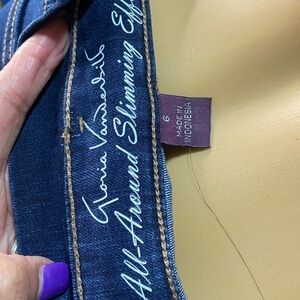 Gloria Vanderbilt
All-Around Slimming Eff
6
MADE IN
INDONESIA